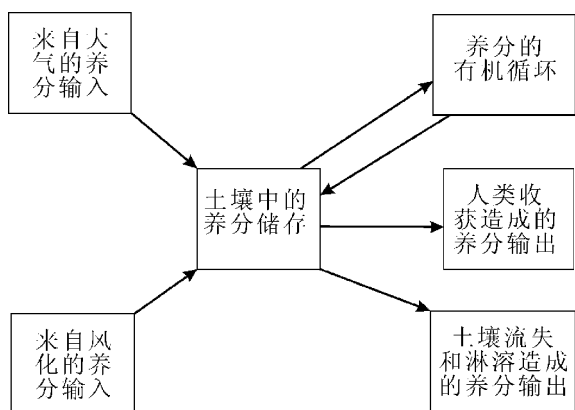 来自大
气的养
分输入
养分的
有机循环
土壤中的
养分储存
人类收
获造成的
养分输出
来自风
化的养
分输入
土壤流失
和淋溶造成
的养分输出